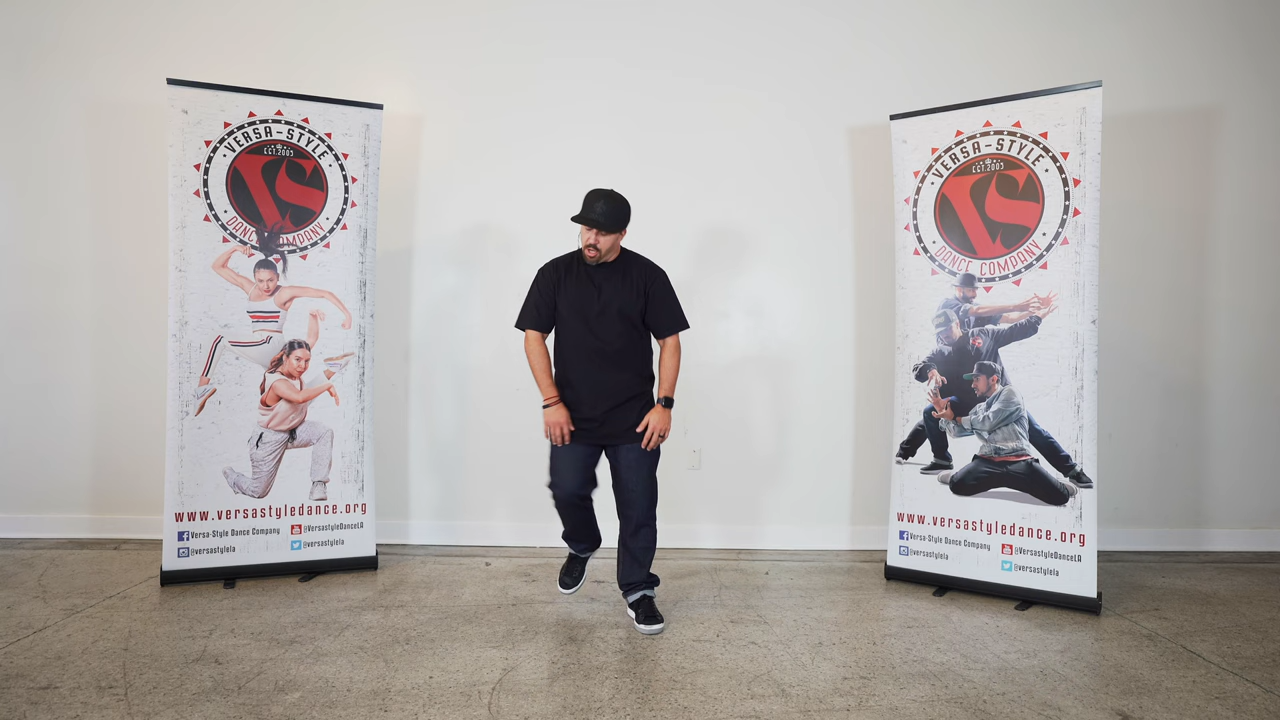 VERSA-STYLE
EST.2005
VS
DANCE COMPANY
www.versastyledance.org
Versa-Style Dance Company
@VersastyleDanceLA
@versastylela
@versastylela
VERSA-STYLE
EST.2005
VS
DANCE COMPANY
www.versastyledance.org
Versa-Style Dance Company
@VersastyleDanceLA
@versastylela
@versastylela